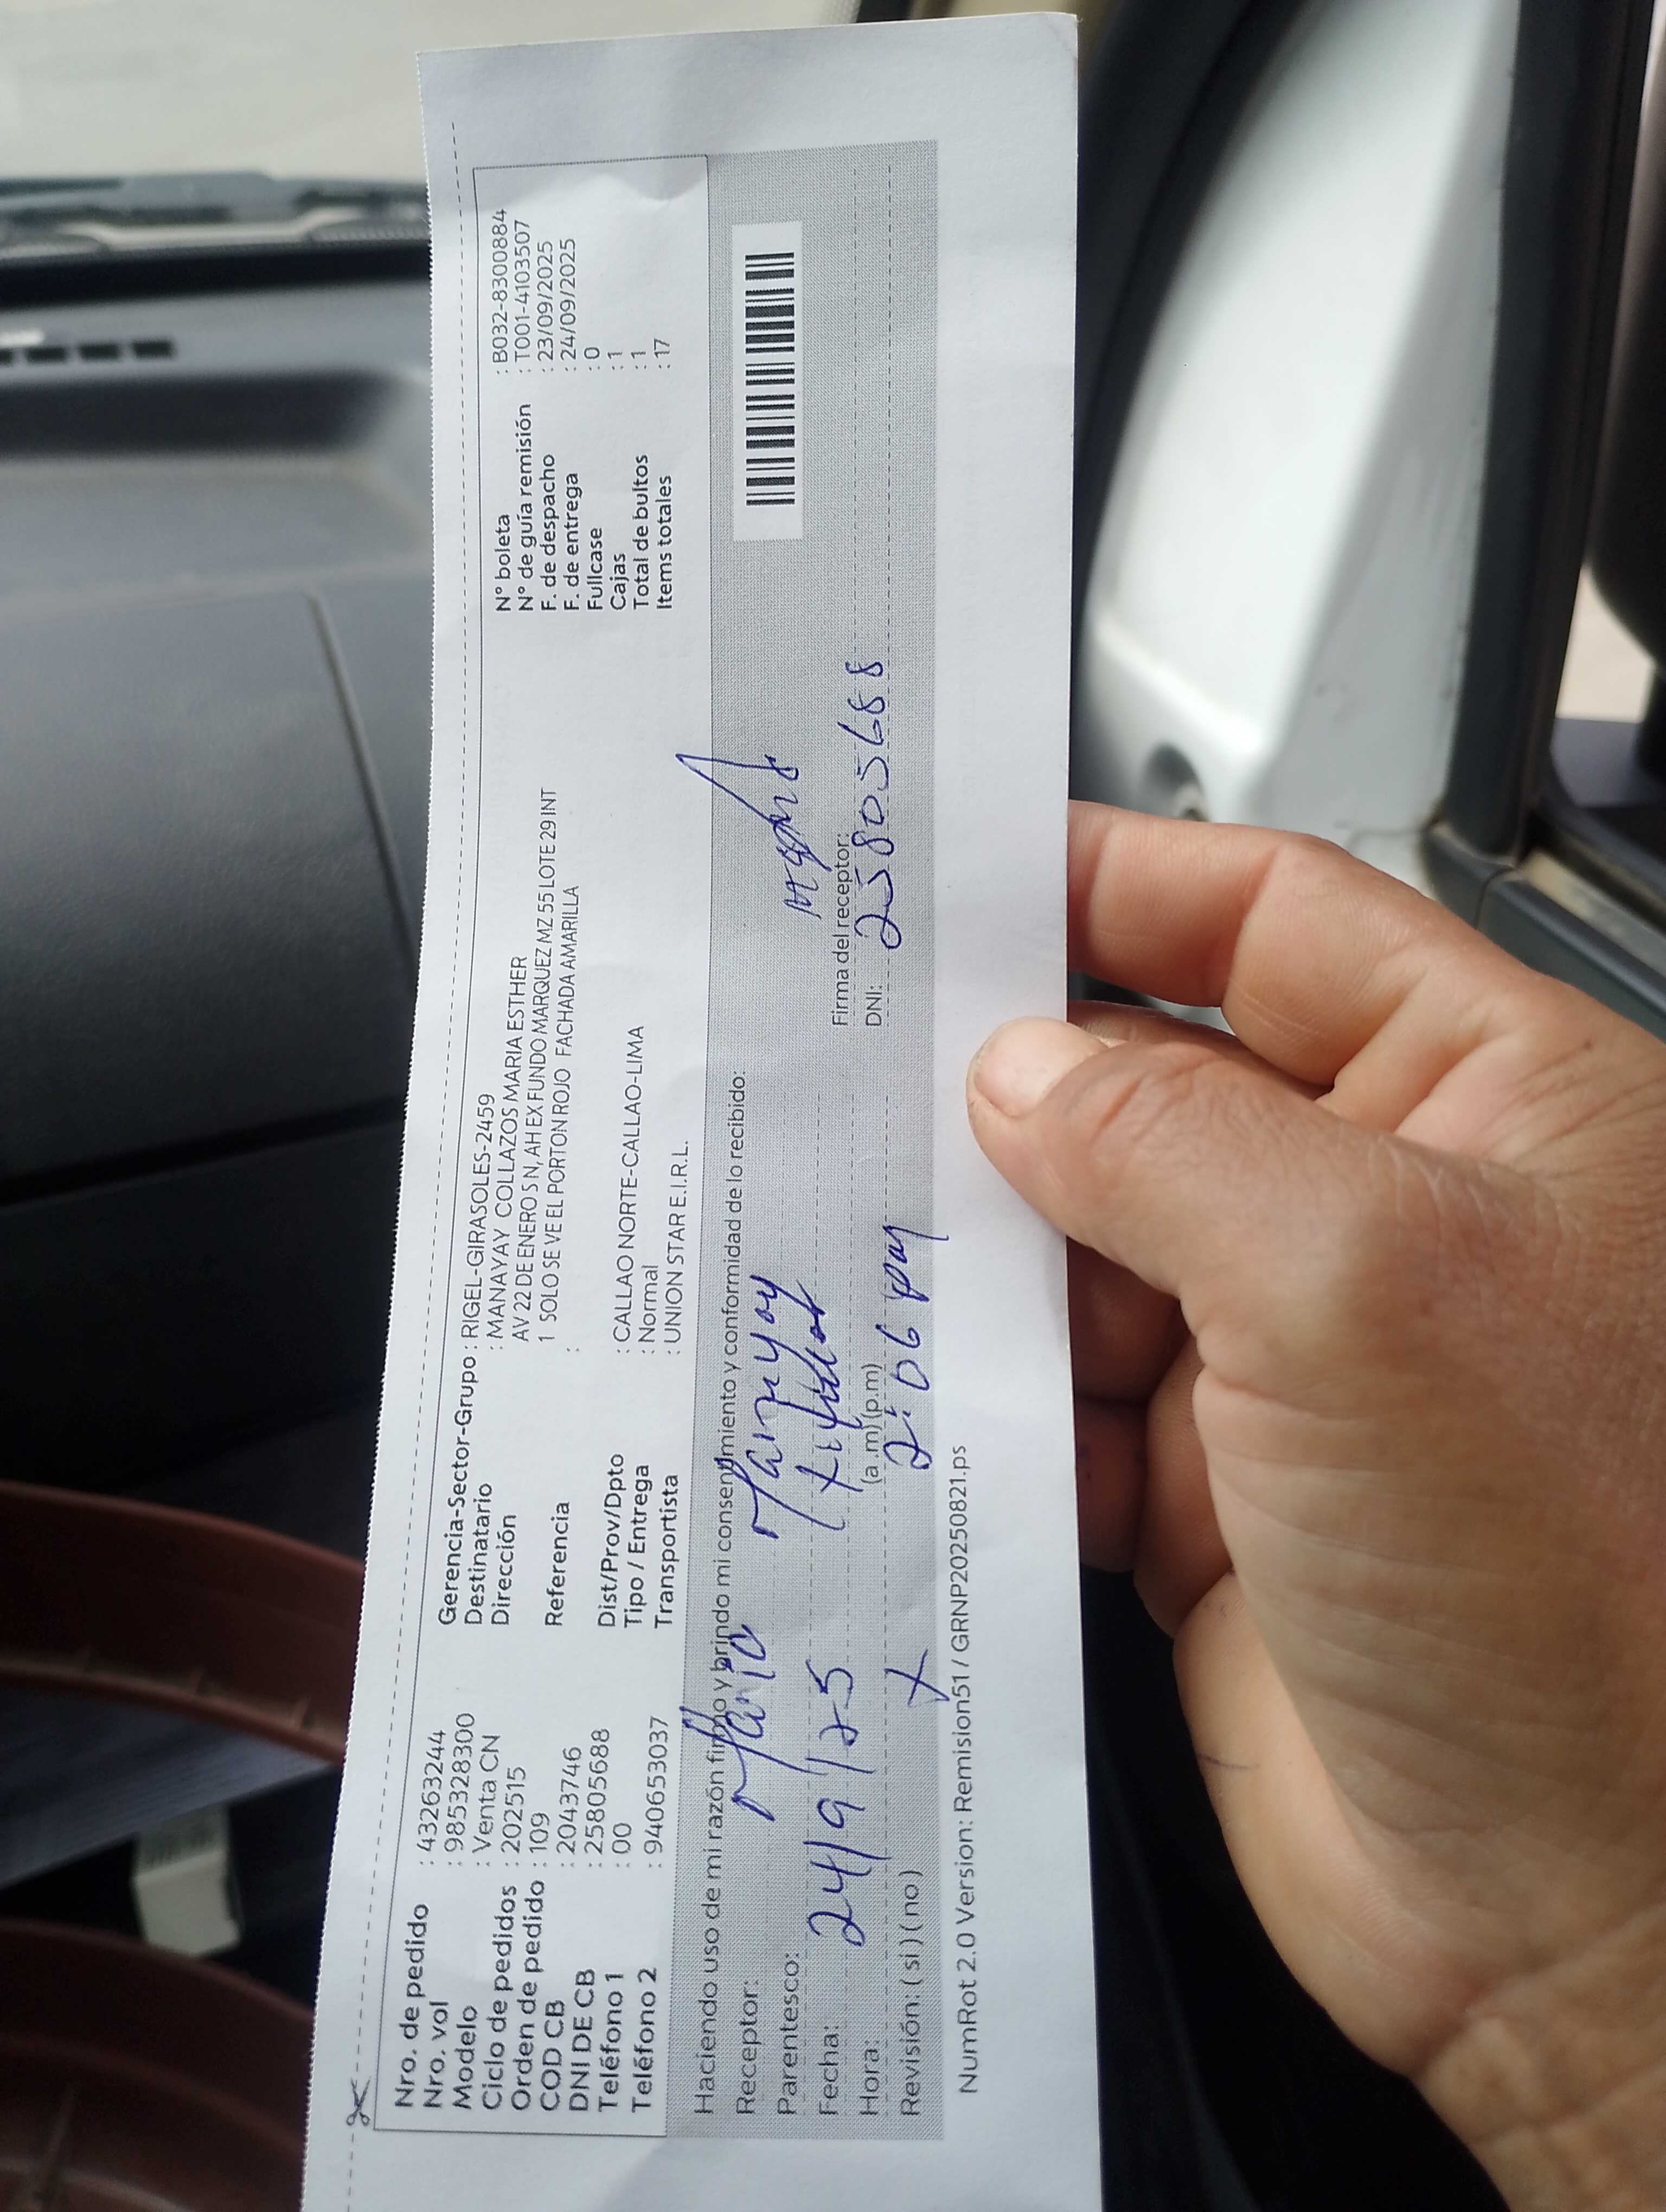 Nro. de pedido : 432632444
Nro. vol : 985328300
Modelo : Venta CN
Ciclo de pedidos : 202515
Orden de pedido : 109
COD CB : 2043746
DNI DE CB : 25805688
Teléfono 1 : 00
Teléfono 2 : 940653037
Gerencia-Sector-Grupo : RIGEL-GIRASOLES-2459
Destinatario : MANAYAY COLLAZOS MARIA ESTHER
Dirección AV 22 DE ENERO S N, AH EX FUNDO MARQUEZ MZ 55 LOTE 29 INT
1 SOLO SE VE EL PORTON ROJO FACHADA AMARILLA
Referencia :
Dist/Prov/Dpto : CALLAO NORTE-CALLAO-LIMA
Tipo / Entrega : Normal
Transportista : UNION STAR E.I.R.L.
N° boleta : B032-8300884
N° de guía remisión : T001-4103507
F. de despacho : 23/09/2025
F. de entrega : 24/09/2025
Fullcase : 0
Cajas : 1
Total de bultos : 1
Items totales : 17
Haciendo uso de mi razón firmo y brindo mi consentimiento y conformidad de lo recibido:
Receptor: Maria Manyay
Parentesco: titular
Fecha: 24/9/25
Hora: (a.m) (p.m) 2:06 pm
Revisión: ( si ) ( no ) X
Firma del receptor:
DNI: 25805688
NumRot 2.0 Version: Remision51 / GRNP20250821.ps